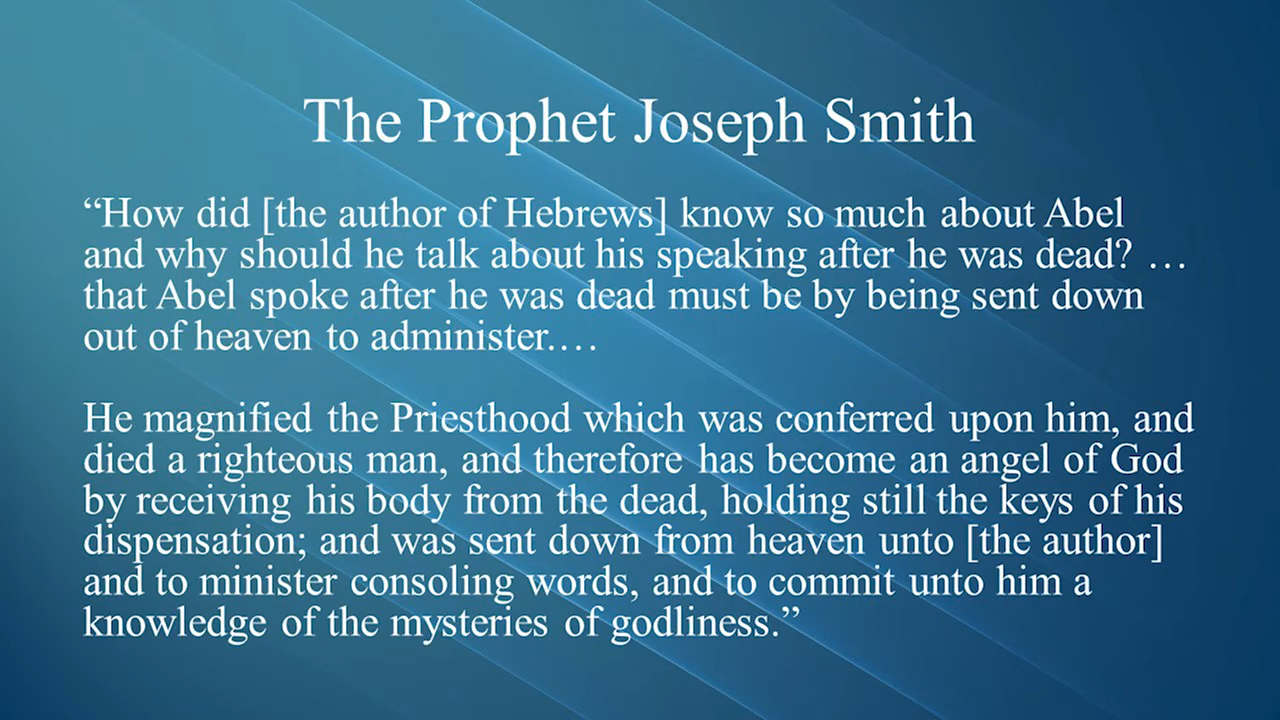 The Prophet Joseph Smith
“How did [the author of Hebrews] know so much about Abel
and why should he talk about his speaking after he was dead? …
that Abel spoke after he was dead must be by being sent down
out of heaven to administer.…
He magnified the Priesthood which was conferred upon him, and
died a righteous man, and therefore has become an angel of God
by receiving his body from the dead, holding still the keys of his
dispensation; and was sent down from heaven unto [the author]
and to minister consoling words, and to commit unto him a
knowledge of the mysteries of godliness.”